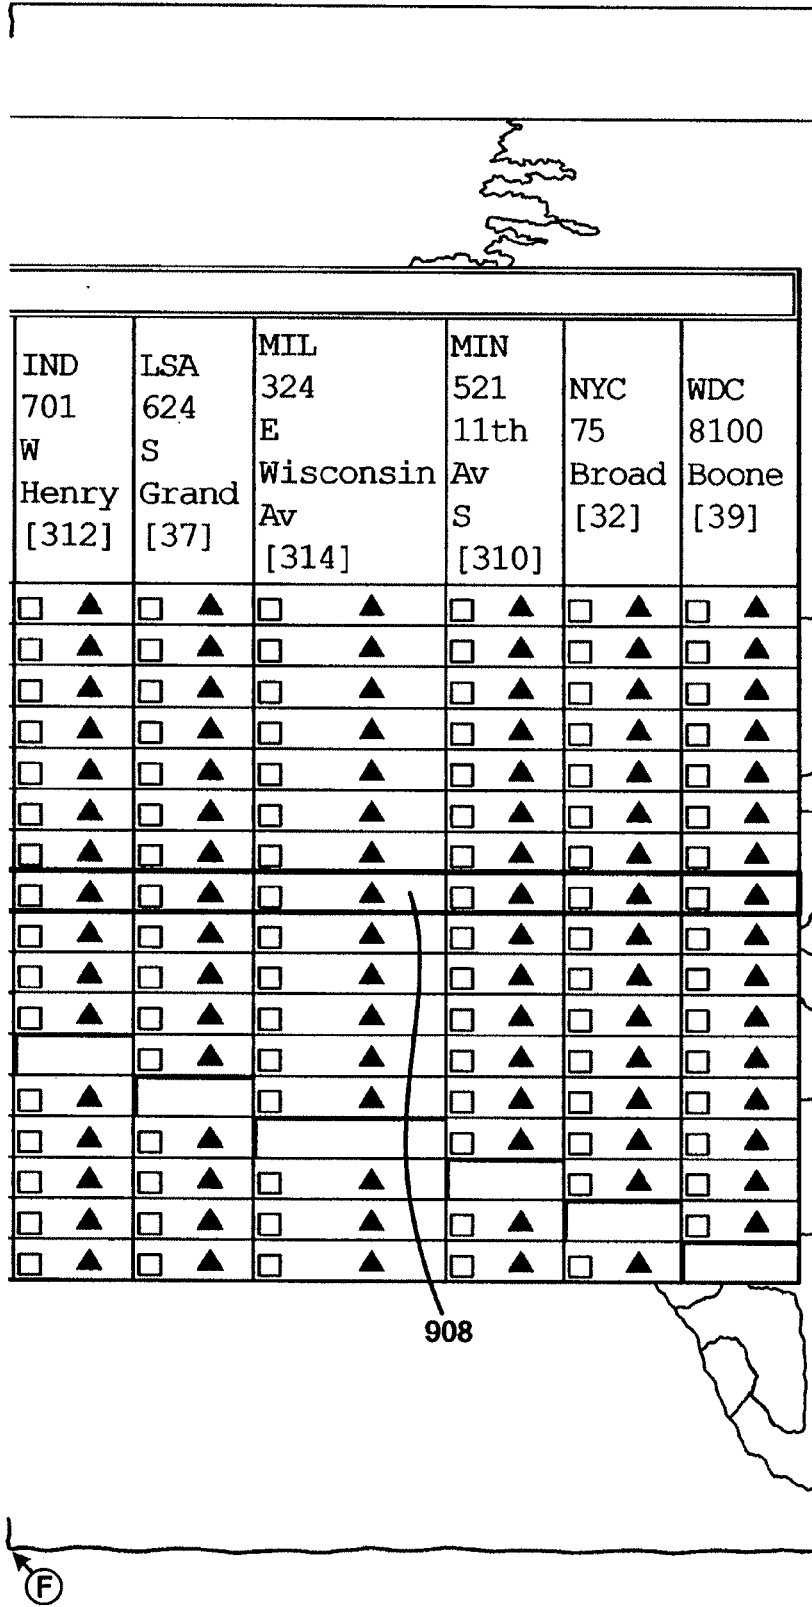 IND
701
W
Henry
[312]
LSA
624
S
Grand
[37]
MIL
324
E
Wisconsin
Av
[314]
MIN
521
11th
Av
S
[310]
NYC
75
Broad
[32]
WDC
8100
Boone
[39]
908
F